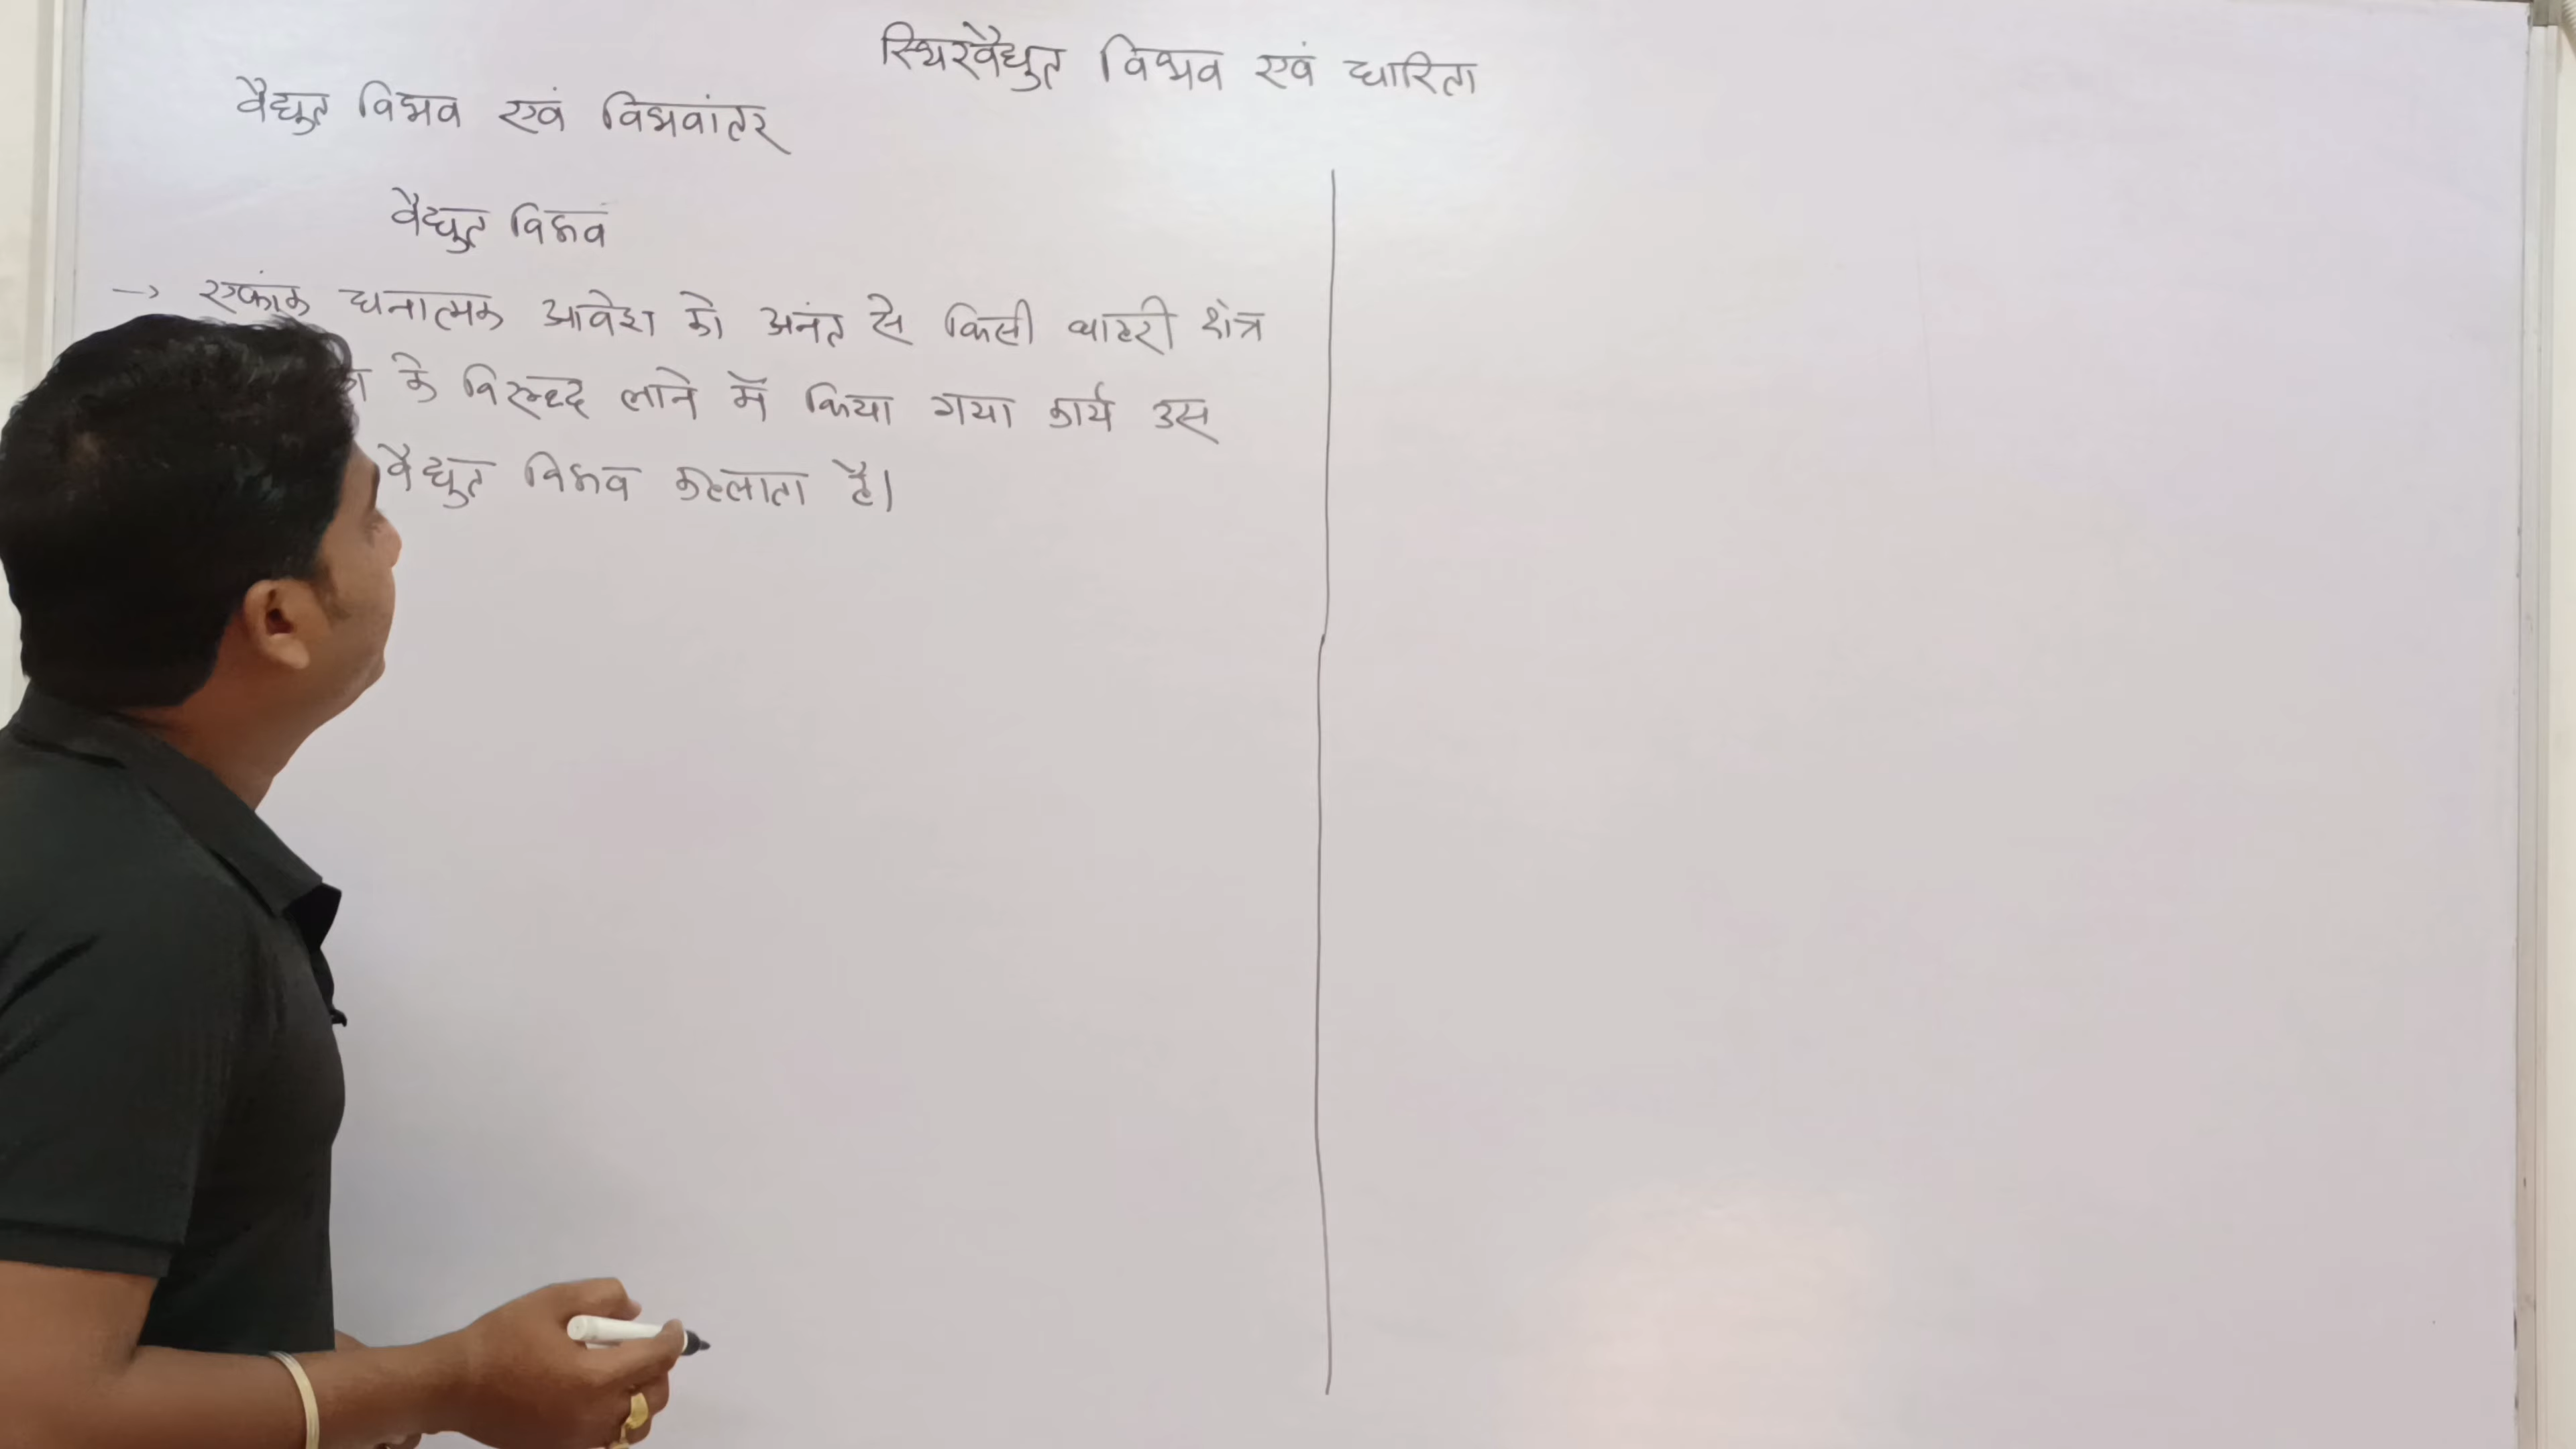 स्थिरवैद्युत विभव एवं धारिता
वैद्युत विभव एवं विभवांतर
वैद्युत विभव
→ एकांक धनात्मक आवेश को अनंत से किसी बाहरी क्षेत्र
के विरुध्द लाने में किया गया कार्य उस
वैद्युत विभव कहलाता है।